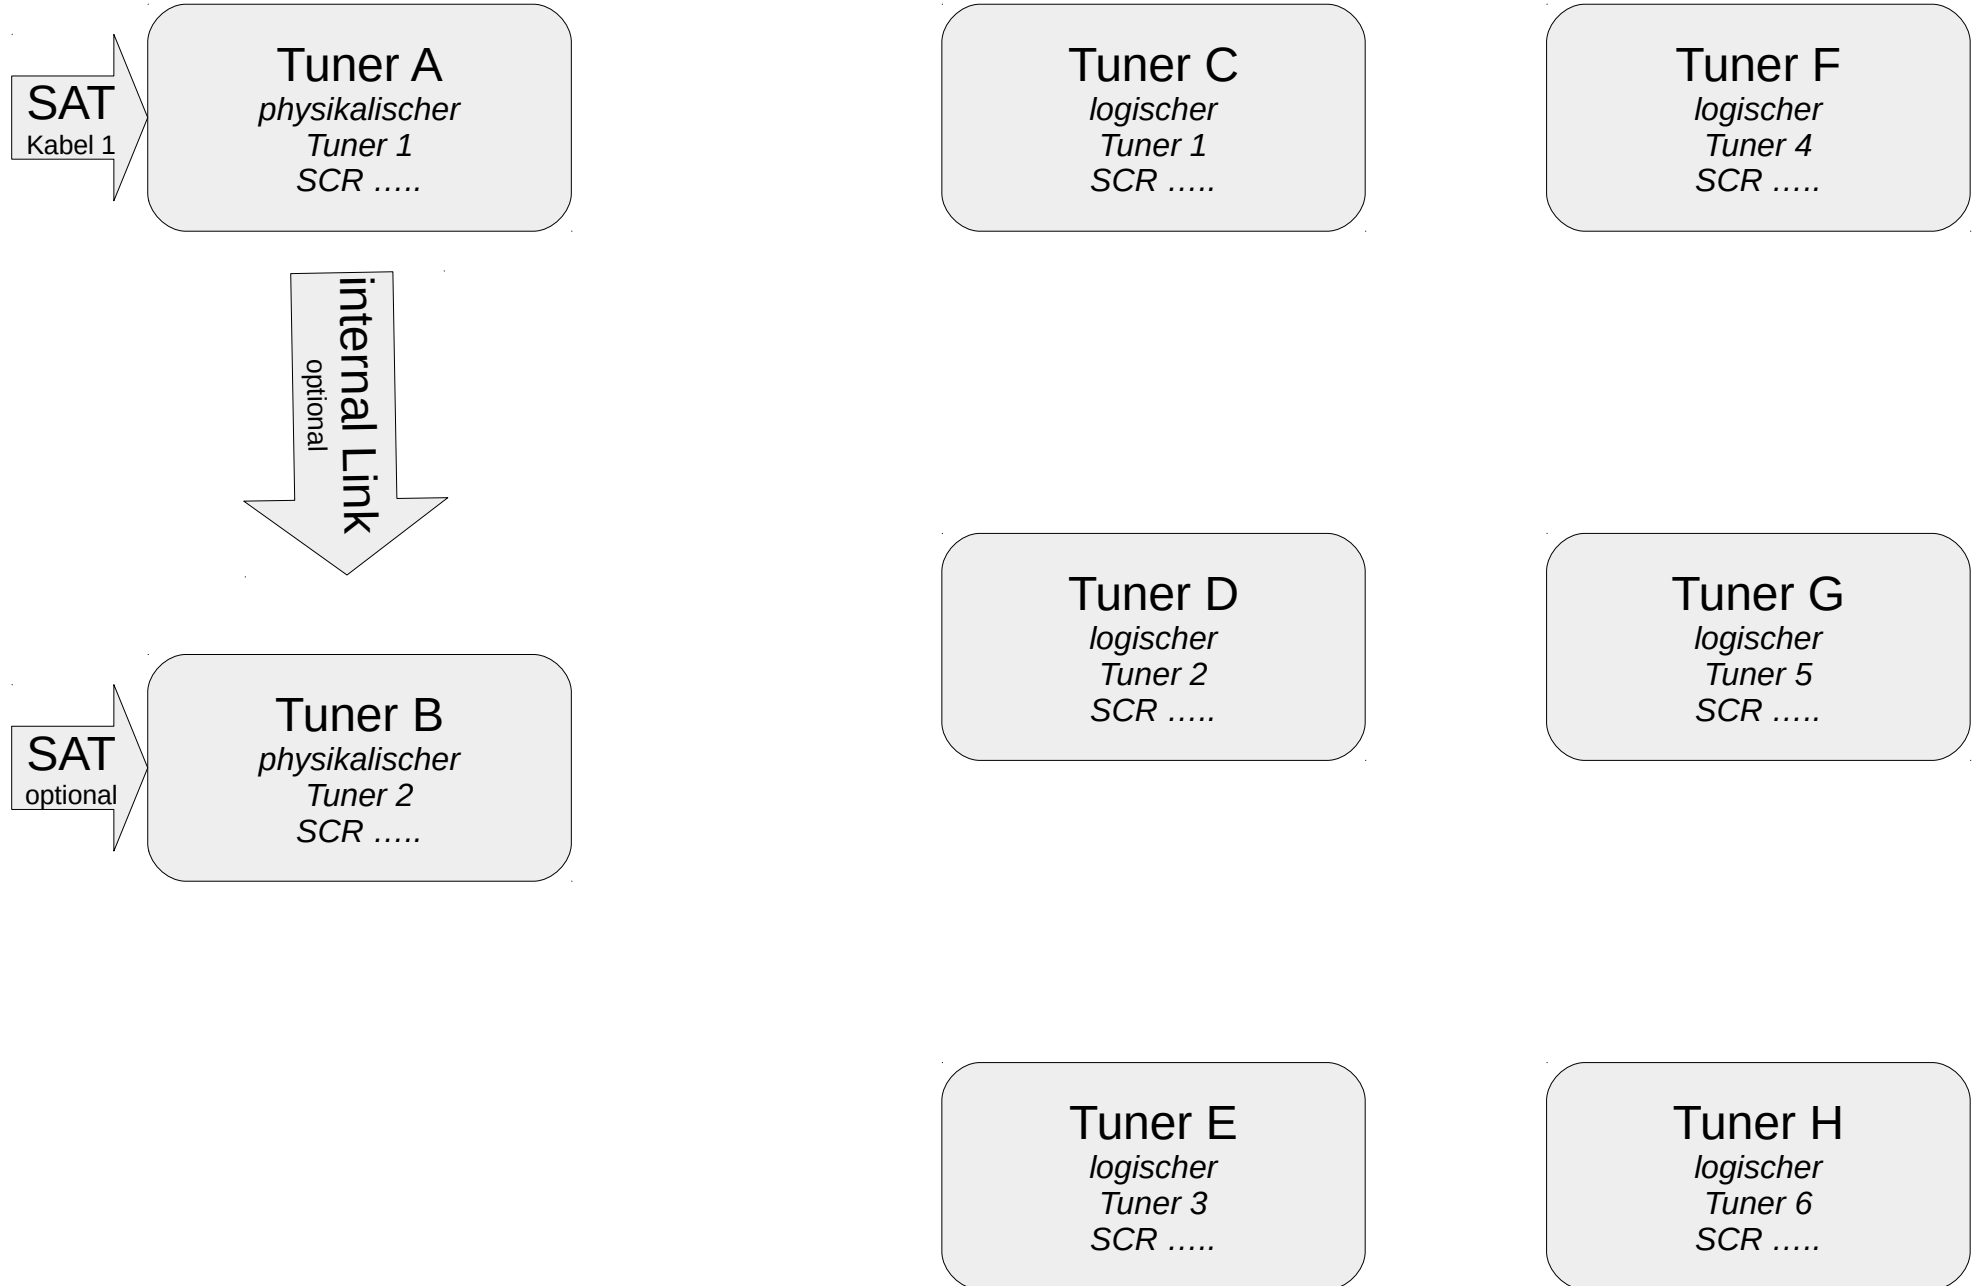 SAT
Kabel 1
Tuner A
physikalischer
Tuner 1
SCR …..
internal Link
optional
SAT
optional
Tuner B
physikalischer
Tuner 2
SCR …..
Tuner C
logischer
Tuner 1
SCR …..
Tuner D
logischer
Tuner 2
SCR …..
Tuner E
logischer
Tuner 3
SCR …..
Tuner F
logischer
Tuner 4
SCR …..
Tuner G
logischer
Tuner 5
SCR …..
Tuner H
logischer
Tuner 6
SCR …..